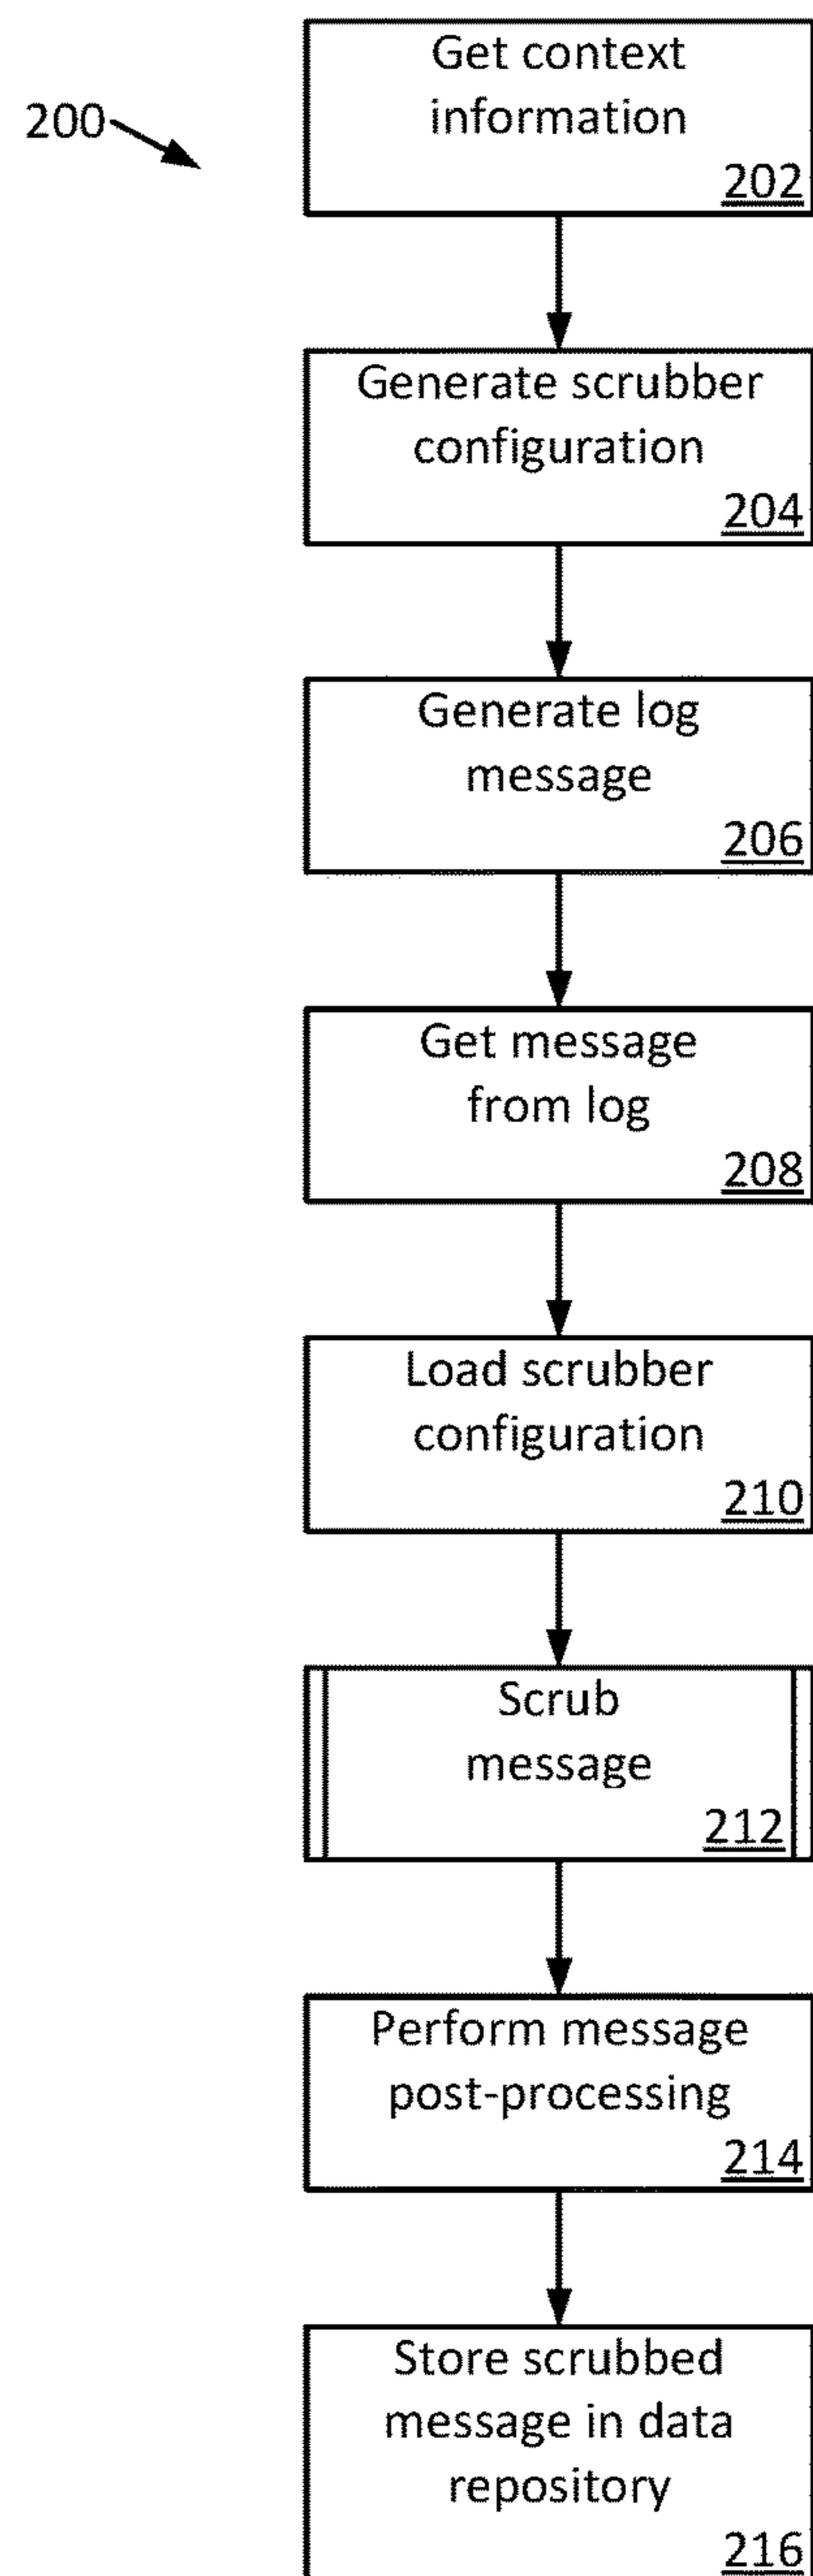 Get context
information
200
202
Generate scrubber
configuration
204
Generate log
message
206
Get message
from log
208
Load scrubber
configuration
210
Scrub
message
212
Perform message
post-processing
214
Store scrubbed
message in data
repository
216